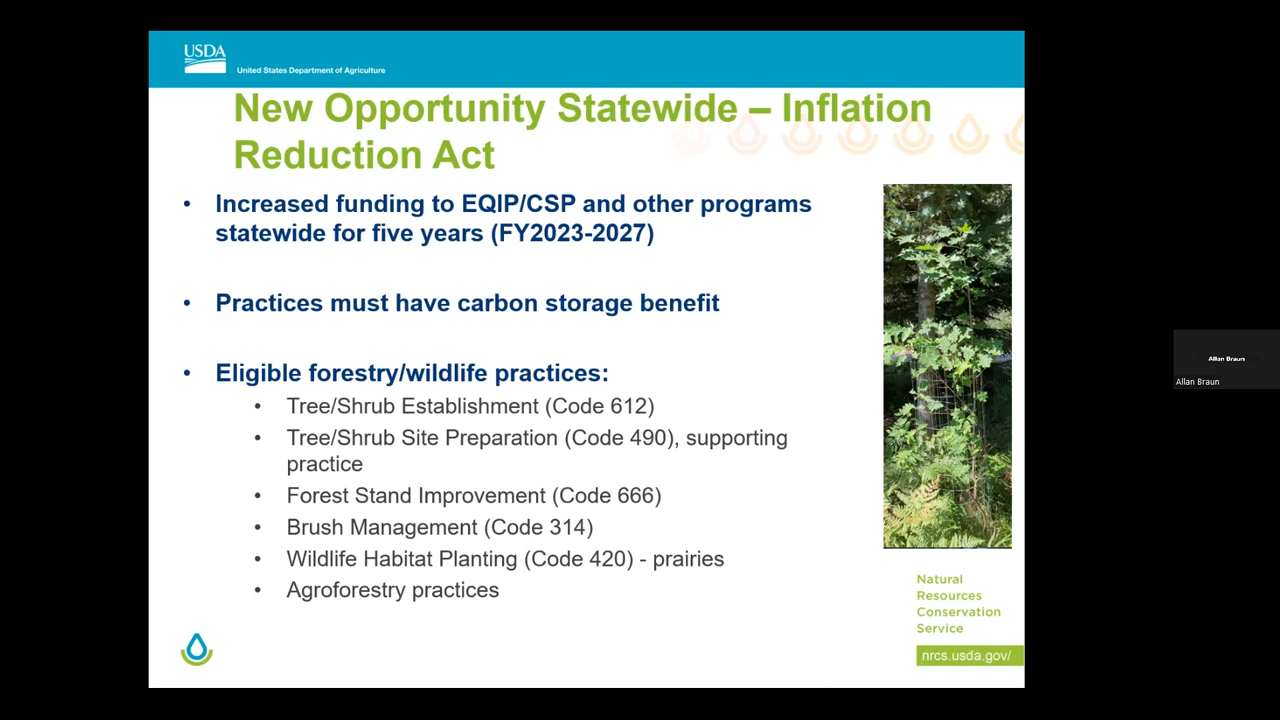 USDA
United States Department of Agriculture
New Opportunity Statewide – Inflation
Reduction Act
• Increased funding to EQIP/CSP and other programs
statewide for five years (FY2023-2027)
• Practices must have carbon storage benefit
• Eligible forestry/wildlife practices:
• Tree/Shrub Establishment (Code 612)
• Tree/Shrub Site Preparation (Code 490), supporting
practice
• Forest Stand Improvement (Code 666)
• Brush Management (Code 314)
• Wildlife Habitat Planting (Code 420) - prairies
• Agroforestry practices
Natural
Resources
Conservation
Service
nrcs.usda.gov/
Allan Braun
Allan Braun